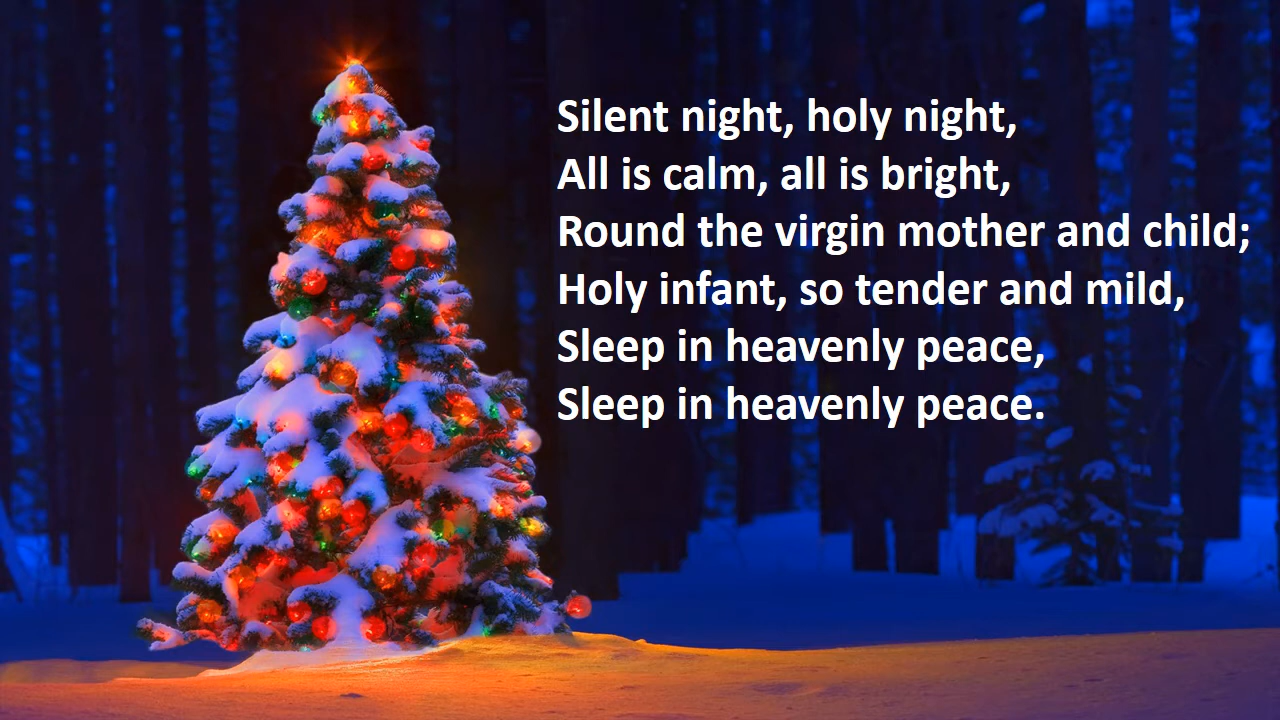 Silent night, holy night,
All is calm, all is bright,
Round the virgin mother and child;
Holy infant, so tender and mild,
Sleep in heavenly peace,
Sleep in heavenly peace.